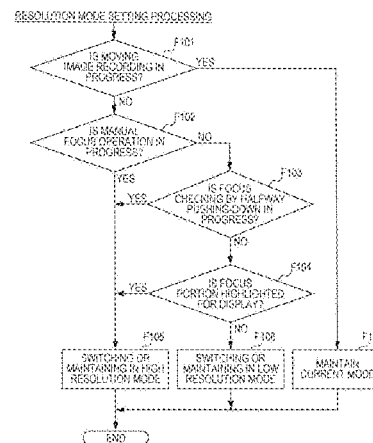 RESOLUTION MODE SETTING PROCESSING
F101
IS MOVING
IMAGE RECORDING IN
PROGRESS?
YES
NO
F102
IS MANUAL
FOCUS OPERATION IN
PROGRESS?
NO
YES
F103
IS FOCUS
CHECKING BY HALFWAY
PUSHING-DOWN IN
PROGRESS?
YES
NO
F104
IS FOCUS
PORTION HIGHLIGHTED
FOR DISPLAY?
YES
NO
F105
SWITCHING OR
MAINTAINING IN HIGH
RESOLUTION MODE
F106
SWITCHING OR
MAINTAINING IN LOW
RESOLUTION MODE
MAINTAIN
CURRENT MODE
END